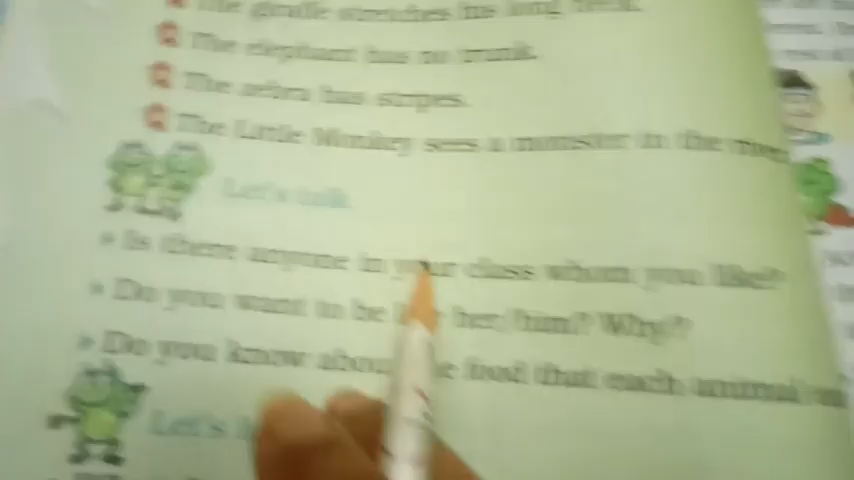 The giraffe stretches his long neck.
The elephant has no trunk.
The zebra has stripes.
The Little Monkey sees a monster in the river
Let's talk
Is there anyone in your class whom you like?
Do you want to be her/him? Why?
Do you know about food that each animal
Let's